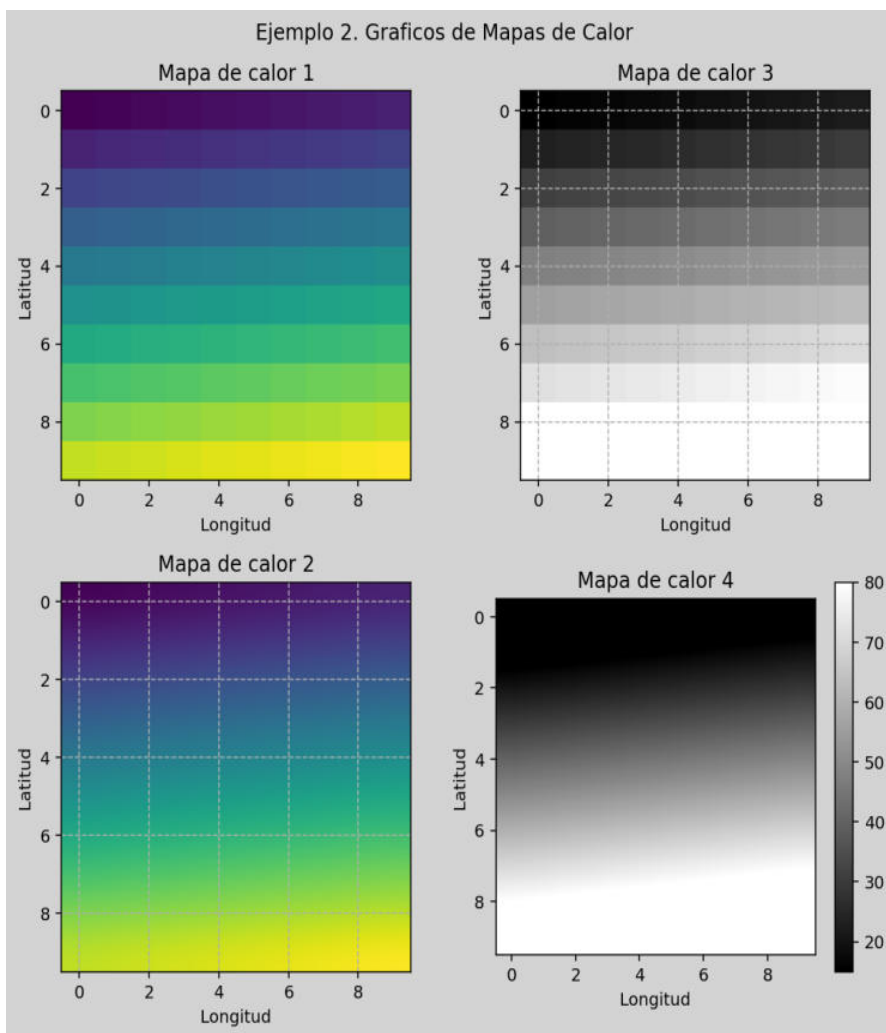 Ejemplo 2. Graficos de Mapas de Calor
Mapa de calor 1
0
2
4
6
8
Latitud
0 2 4 6 8
Longitud
Mapa de calor 3
0
2
4
6
8
Latitud
0 2 4 6 8
Longitud
Mapa de calor 2
0
2
4
6
8
Latitud
0 2 4 6 8
Longitud
Mapa de calor 4
0
2
4
6
8
Latitud
0 2 4 6 8
Longitud
80
70
60
50
40
30
20